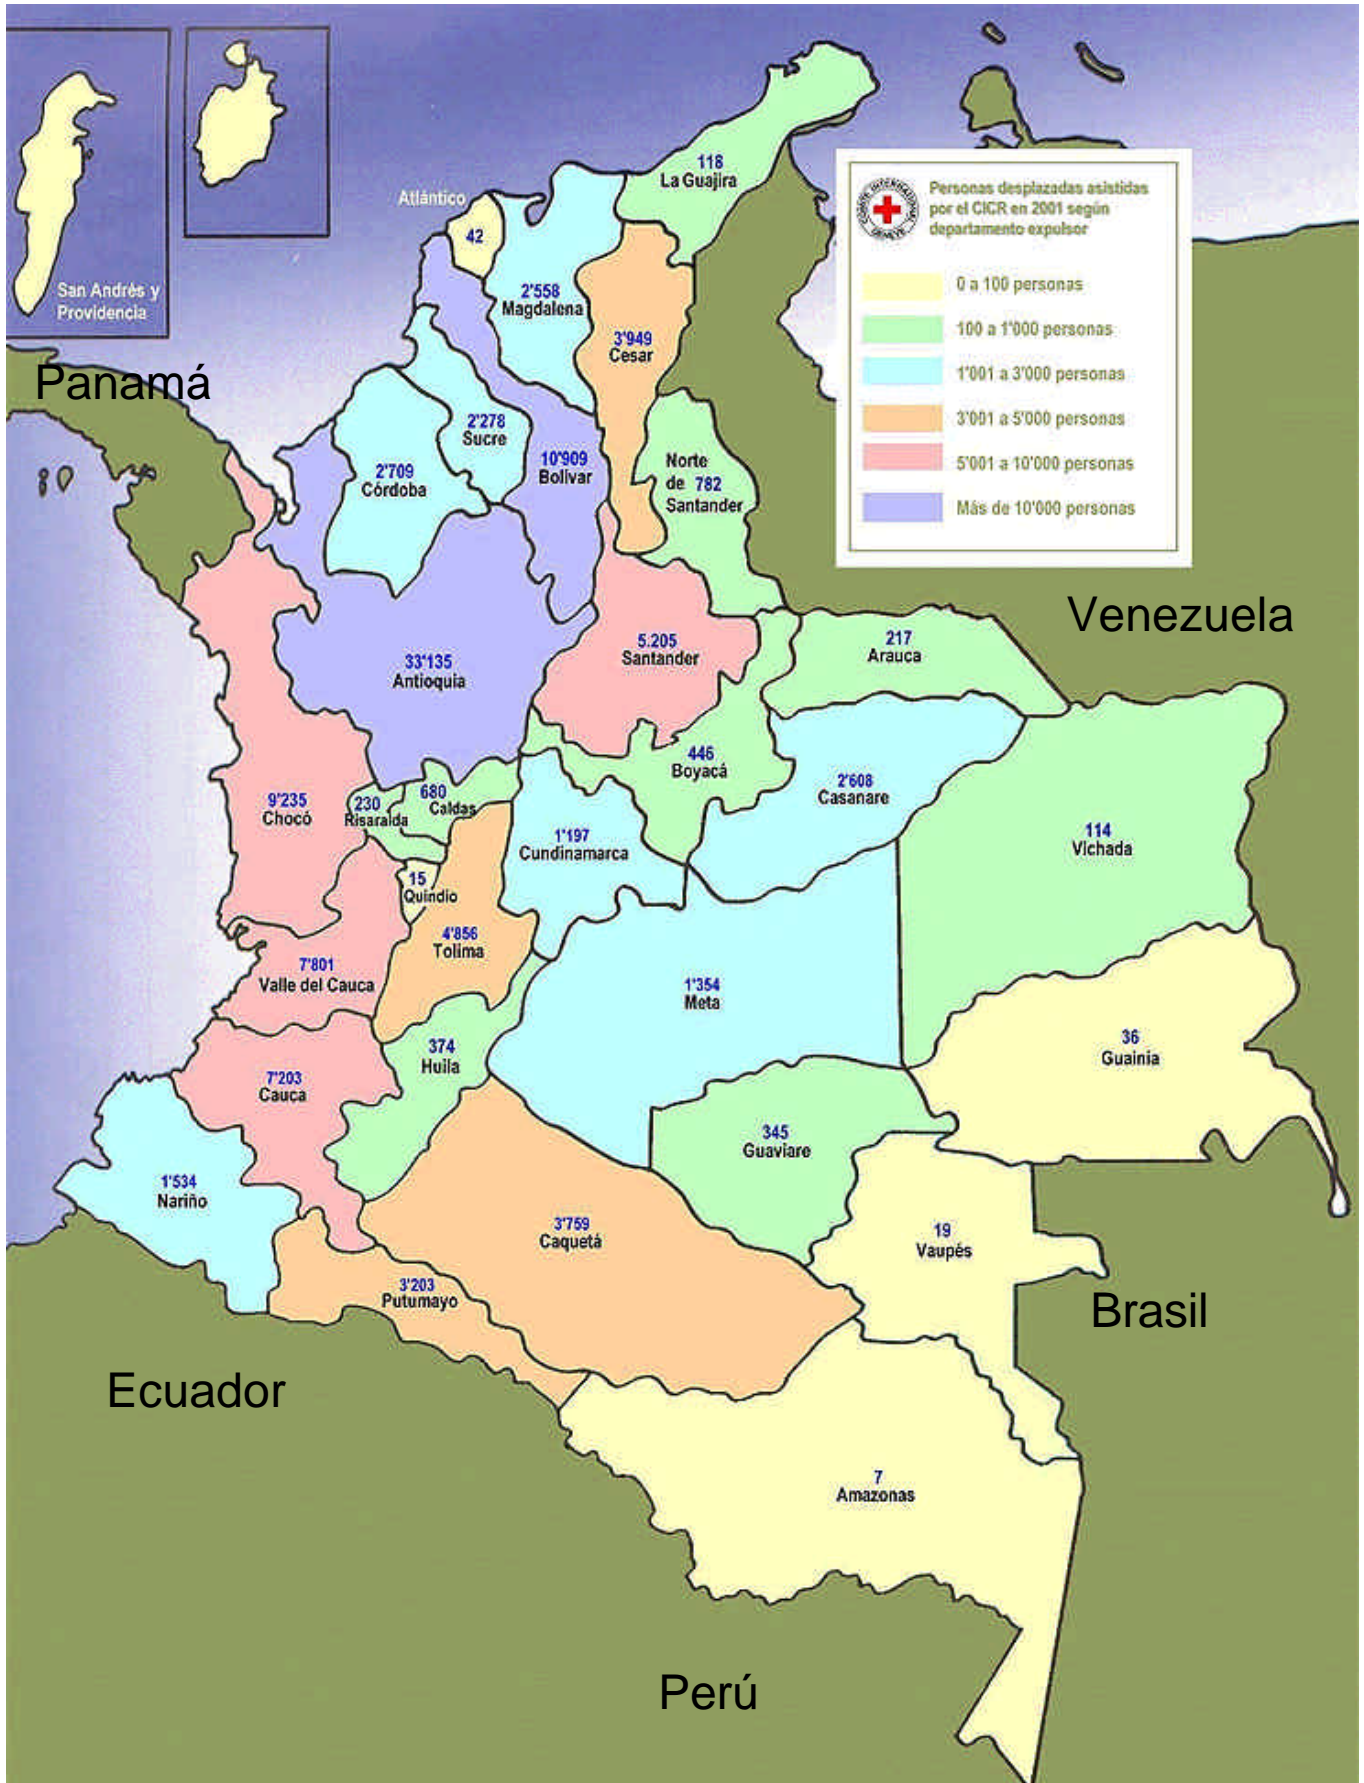 San Andrés y
Providencia
Panamá
Atlántico
42
118
La Guajira
2'558
Magdalena
3'949
Cesar
COMITE INTERNATIONAL
GENEVE
Personas desplazadas asistidas
por el CICR en 2001 según
departamento expulsor
0 a 100 personas
100 a 1'000 personas
1'001 a 3'000 personas
3'001 a 5'000 personas
5'001 a 10'000 personas
Más de 10'000 personas
2'278
Sucre
2'709
Córdoba
10'909
Bolívar
Norte
de 782
Santander
Venezuela
33'135
Antioquia
5.205
Santander
217
Arauca
446
Boyacá
2'608
Casanare
9'235
Chocó
230
Risaralda
680
Caldas
1'197
Cundinamarca
114
Vichada
15
Quindio
4'856
Tolima
7'801
Valle del Cauca
1'354
Meta
36
Guainía
374
Huila
7'203
Cauca
345
Guaviare
1'534
Nariño
3'759
Caquetá
19
Vaupés
3'203
Putumayo
Brasil
Ecuador
7
Amazonas
Perú